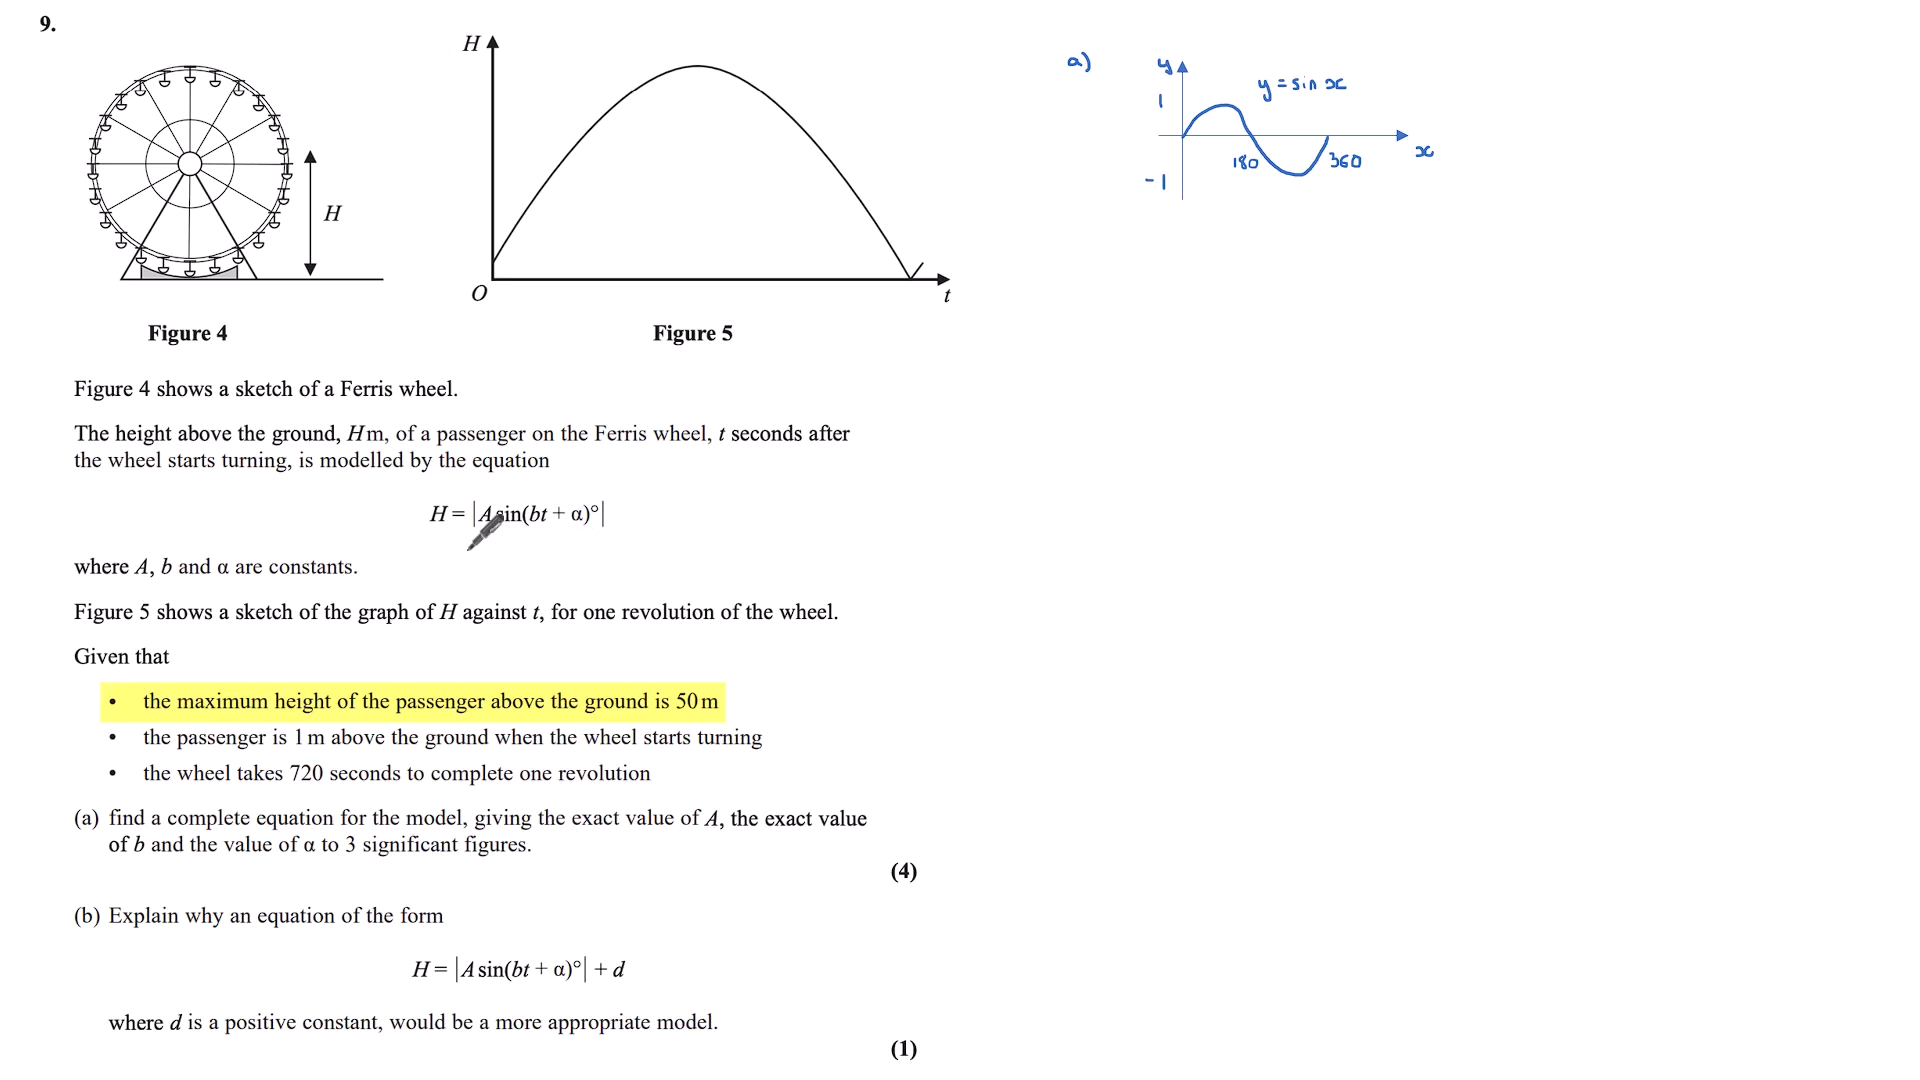 9.
H
H
O
t
Figure 4
Figure 5
Figure 4 shows a sketch of a Ferris wheel.
The height above the ground, Hm, of a passenger on the Ferris wheel, t seconds after
the wheel starts turning, is modelled by the equation
H = |A sin(bt + α)°|
where A, b and α are constants.
Figure 5 shows a sketch of the graph of H against t, for one revolution of the wheel.
Given that
• the maximum height of the passenger above the ground is 50 m
• the passenger is 1 m above the ground when the wheel starts turning
• the wheel takes 720 seconds to complete one revolution
(a) find a complete equation for the model, giving the exact value of A, the exact value
of b and the value of α to 3 significant figures.
(4)
(b) Explain why an equation of the form
H = |A sin(bt + α)°| + d
where d is a positive constant, would be a more appropriate model.
(1)
a)
y
1
y = sin x
180
360
x
-1